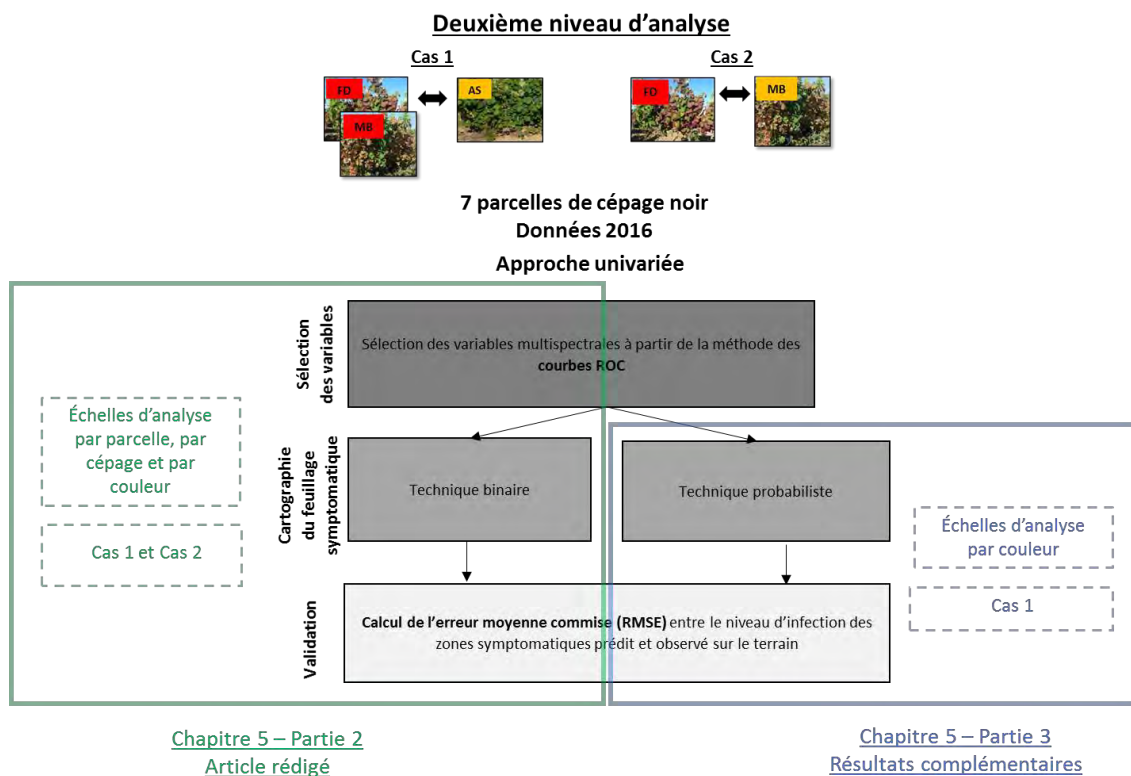 Deuxième niveau d'analyse
Cas 1
Cas 2
FD
AS
MB
FD
MB
7 parcelles de cépage noir
Données 2016
Approche univariée
Sélection
des variables
Sélection des variables multispectrales à partir de la méthode des
courbes ROC
Échelles d'analyse
par parcelle, par
cépage et par
couleur
Cas 1 et Cas 2
Cartographie
du feuillage
symptomatique
Technique binaire
Technique probabiliste
Échelles d'analyse
par couleur
Cas 1
Validation
Calcul de l'erreur moyenne commise (RMSE) entre le niveau d'infection des
zones symptomatiques prédit et observé sur le terrain
Chapitre 5 – Partie 2
Article rédigé
Chapitre 5 – Partie 3
Résultats complémentaires